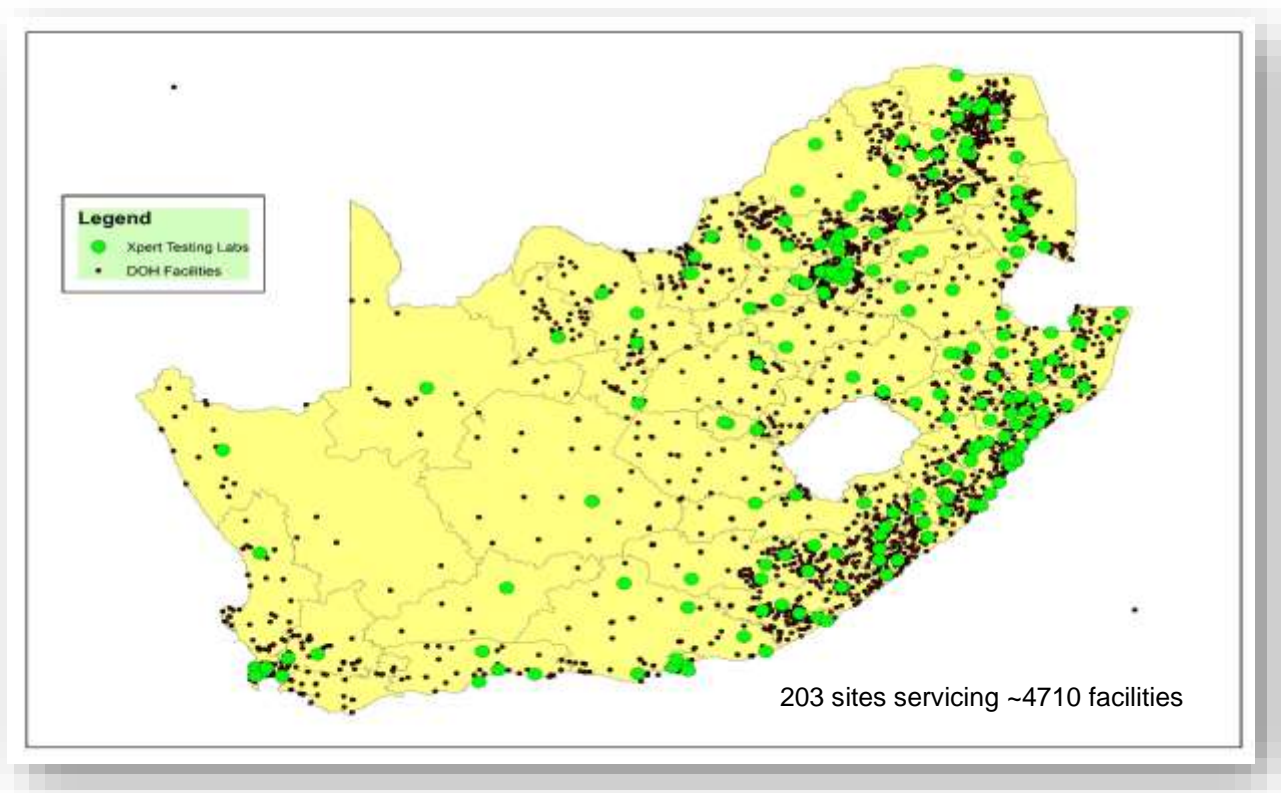 Legend
Xpert Testing Labs
DOH Facilities
203 sites servicing ~4710 facilities